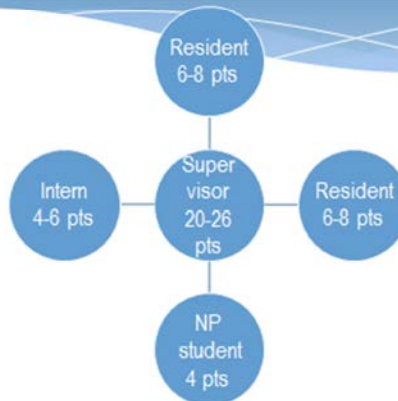 Resident
6-8 pts
Intern
4-6 pts
Super
visor
20-26
pts
Resident
6-8 pts
NP
student
4 pts